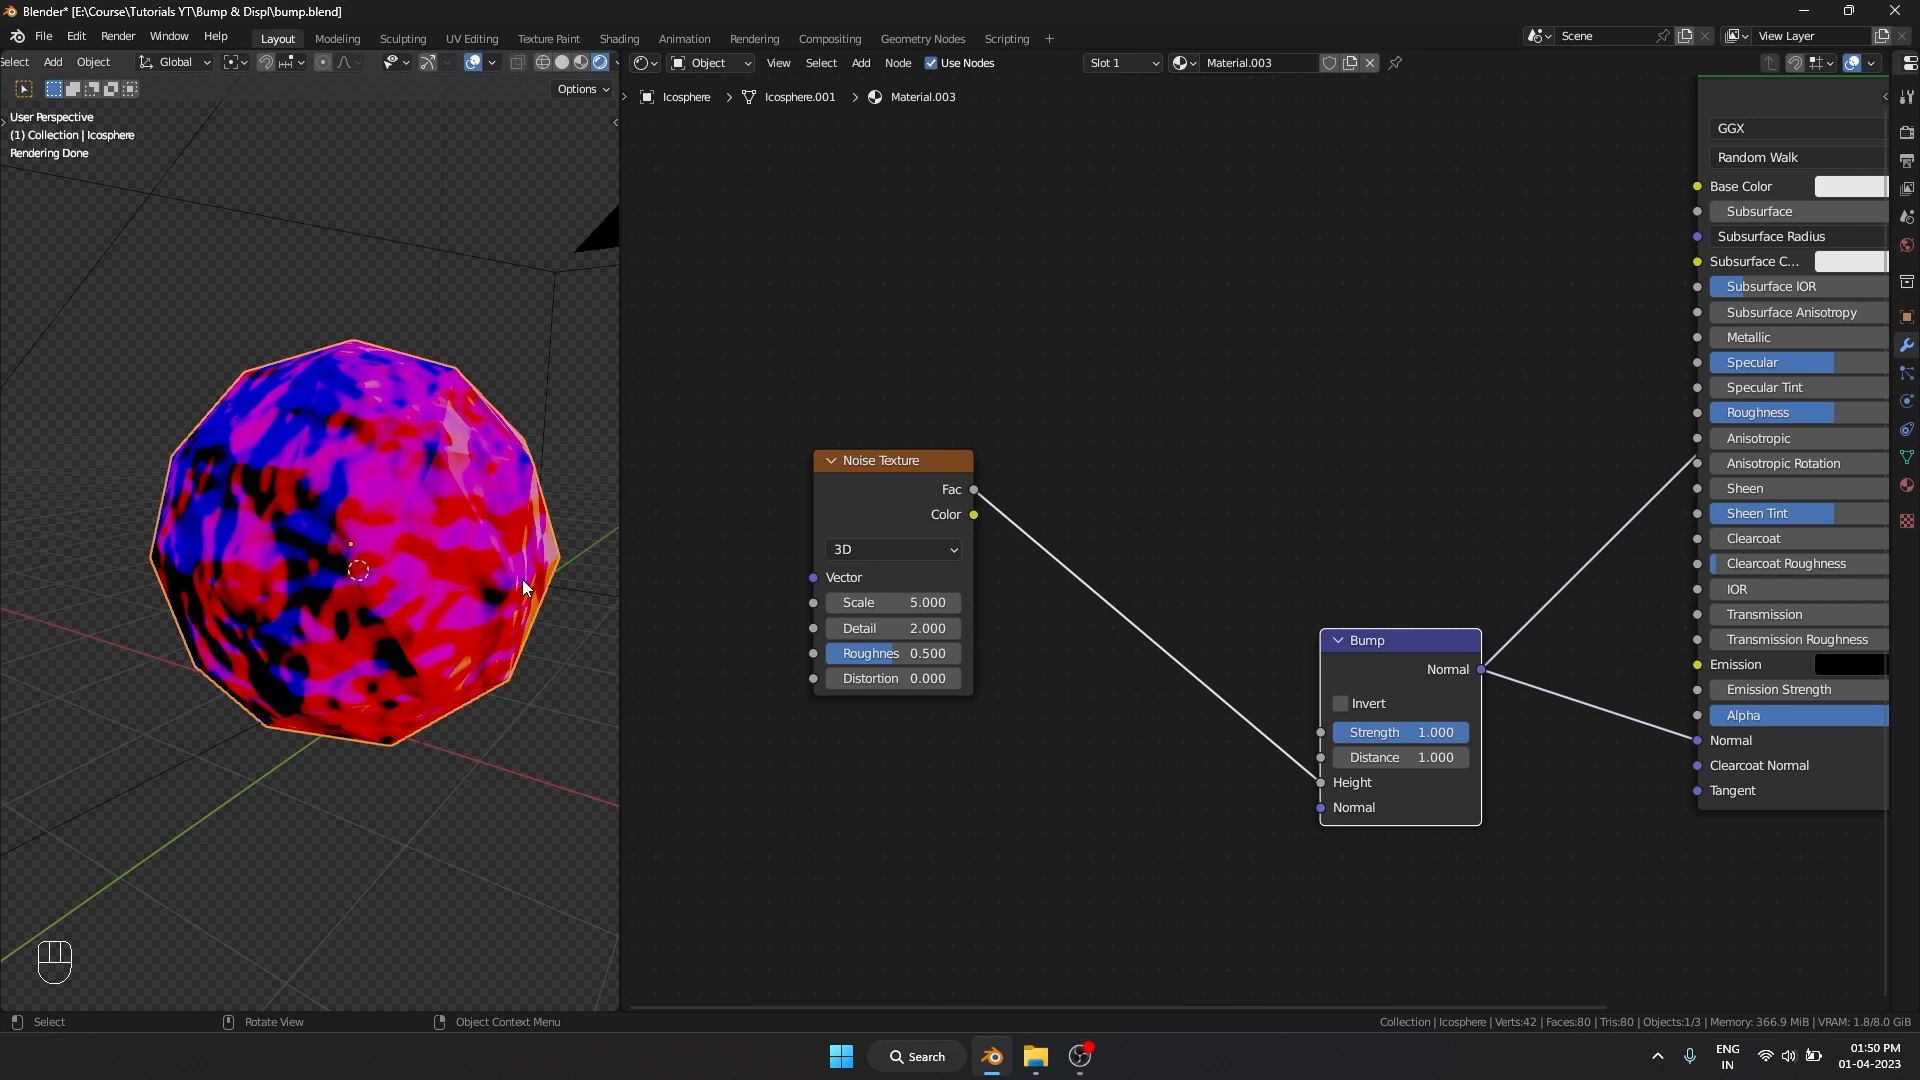 Blender* [E:\Course\Tutorials YT\Bump & Displ\bump.blend]
File Edit Render Window Help Layout Modeling Sculpting UV Editing Texture Paint Shading Animation Rendering Compositing Geometry Nodes Scripting + Scene View Layer
Select Add Object Global Object View Select Add Node Use Nodes Slot 1 Material.003
Options
Icosphere > Icosphere.001 > Material.003
User Perspective
(1) Collection | Icosphere
Rendering Done
GGX
Random Walk
Base Color
Subsurface
Subsurface Radius
Subsurface C...
Subsurface IOR
Subsurface Anisotropy
Metallic
Specular
Specular Tint
Roughness
Anisotropic
Anisotropic Rotation
Sheen
Sheen Tint
Clearcoat
Clearcoat Roughness
IOR
Transmission
Transmission Roughness
Emission
Emission Strength
Alpha
Normal
Clearcoat Normal
Tangent
Noise Texture
Fac
Color
3D
Vector
Scale 5.000
Detail 2.000
Roughnes 0.500
Distortion 0.000
Bump
Normal
Invert
Strength 1.000
Distance 1.000
Height
Normal
Select Rotate View Object Context Menu Collection | Icosphere | Verts:42 | Faces:80 | Tris:80 | Objects:1/3 | Memory: 366.9 MiB | VRAM: 1.8/8.0 GiB
Search
ENG
IN
01:50 PM
01-04-2023